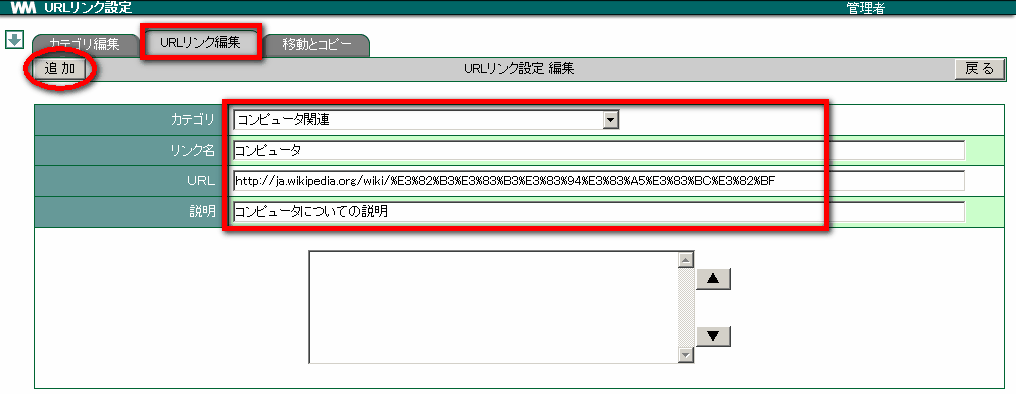 WM URLリンク設定 管理者
カテゴリ編集 URLリンク編集 移動とコピー
追加 URLリンク設定 編集 戻る
カテゴリ コンピュータ関連
リンク名 コンピュータ
URL http://ja.wikipedia.org/wiki/%E3%82%B3%E3%83%B3%E3%83%94%E3%83%A5%E3%83%BC%E3%82%BF
説明 コンピュータについての説明